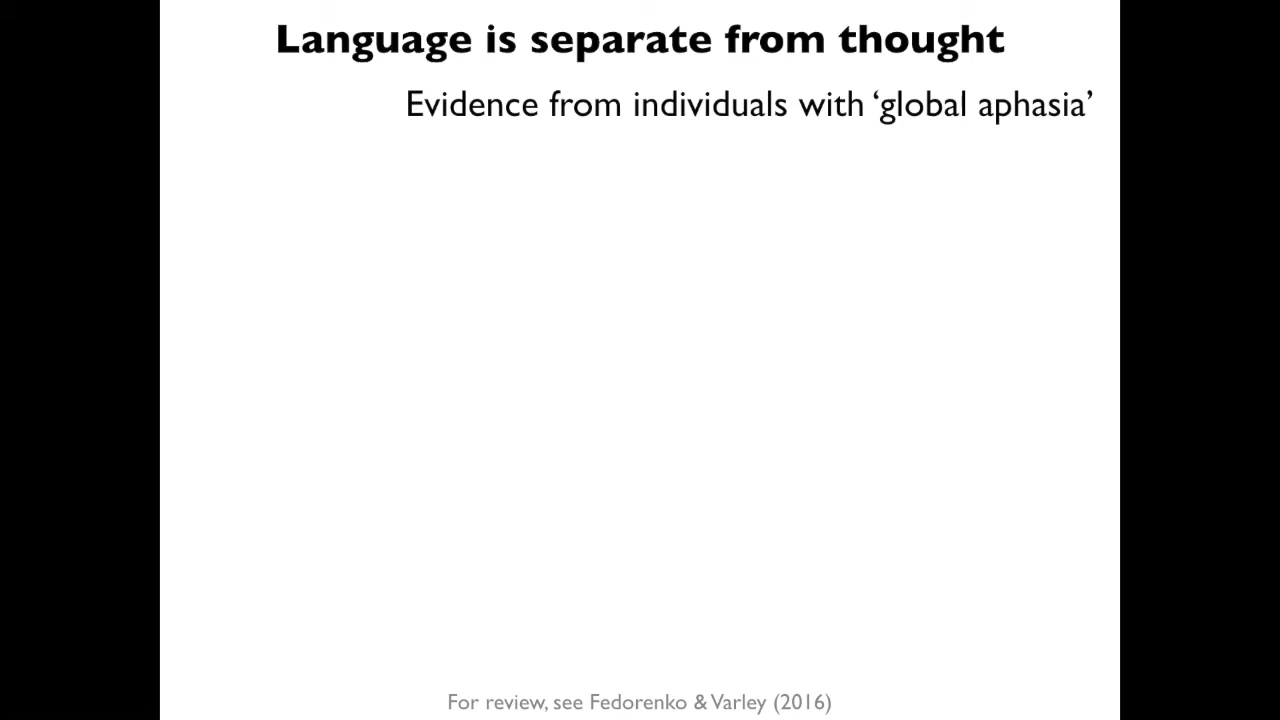 Language is separate from thought
Evidence from individuals with ‘global aphasia’
For review, see Fedorenko & Varley (2016)